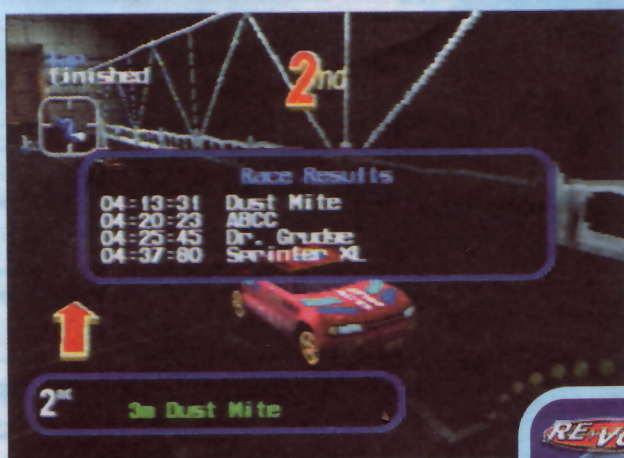 finished
2nd
Race Results
04:13:31 Dust Mite
04:20:23 ABCC
04:25:45 Dr. Grudge
04:37:80 Sprinter XL
2nd
3m Dust Mite
RE-VO